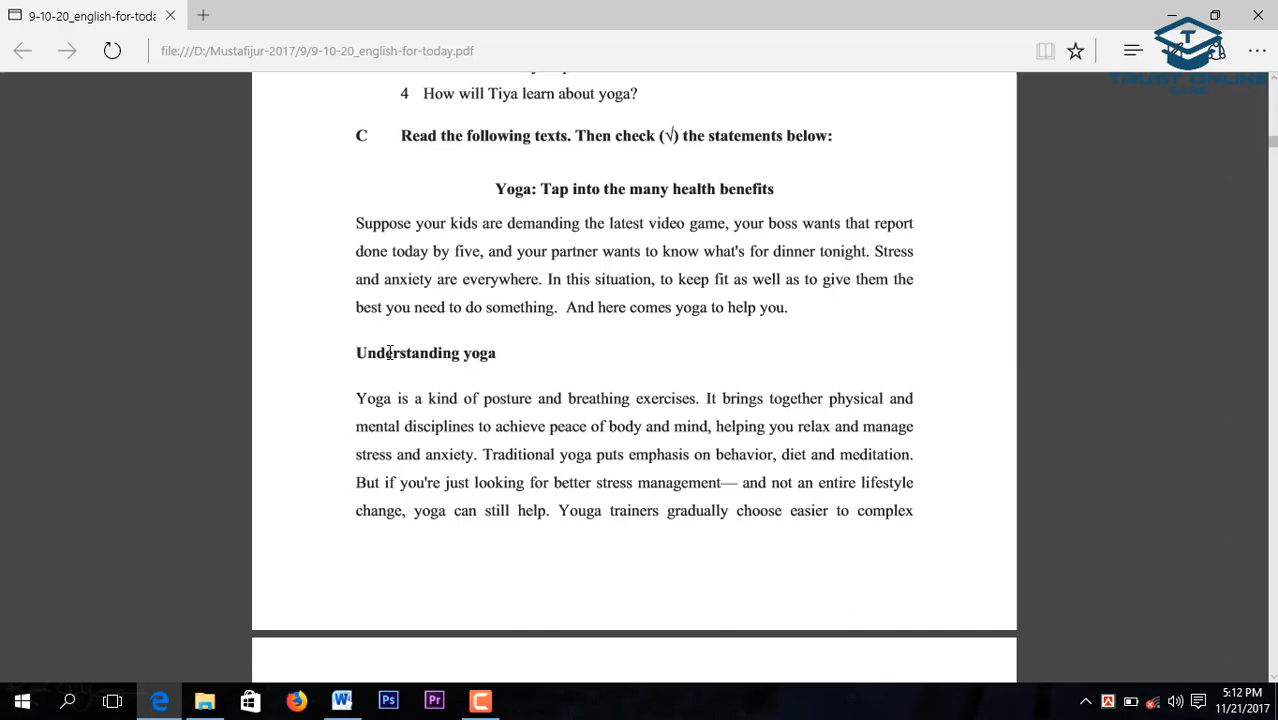 9-10-20_english-for-toda
file:///D:/Mustafijur-2017/9/9-10-20_english-for-today.pdf
T
TRUST ONLINE
CARE
4 How will Tiya learn about yoga?
C Read the following texts. Then check (√) the statements below:
Yoga: Tap into the many health benefits
Suppose your kids are demanding the latest video game, your boss wants that report
done today by five, and your partner wants to know what's for dinner tonight. Stress
and anxiety are everywhere. In this situation, to keep fit as well as to give them the
best you need to do something. And here comes yoga to help you.
Understanding yoga
Yoga is a kind of posture and breathing exercises. It brings together physical and
mental disciplines to achieve peace of body and mind, helping you relax and manage
stress and anxiety. Traditional yoga puts emphasis on behavior, diet and meditation.
But if you're just looking for better stress management— and not an entire lifestyle
change, yoga can still help. Youga trainers gradually choose easier to complex
W
Ps
Pr
C
A
5:12 PM
11/21/2017